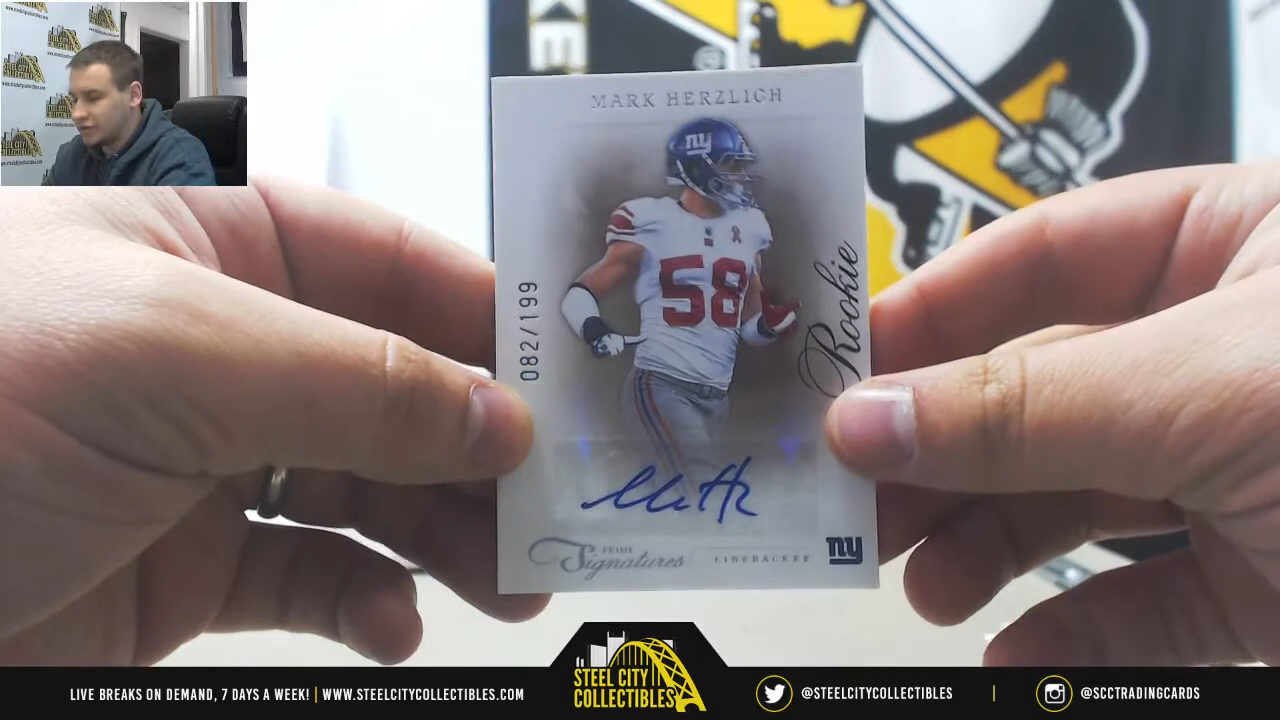 MARK HERZLICH
ny
58
082/199
Rookie
PRIME
Signatures
LINEBACKER
ny
LIVE BREAKS ON DEMAND, 7 DAYS A WEEK! | WWW.STEELCITYCOLLECTIBLES.COM
STEEL CITY
COLLECTIBLES
@STEELCITYCOLLECTIBLES | @SCCTRADINGCARDS